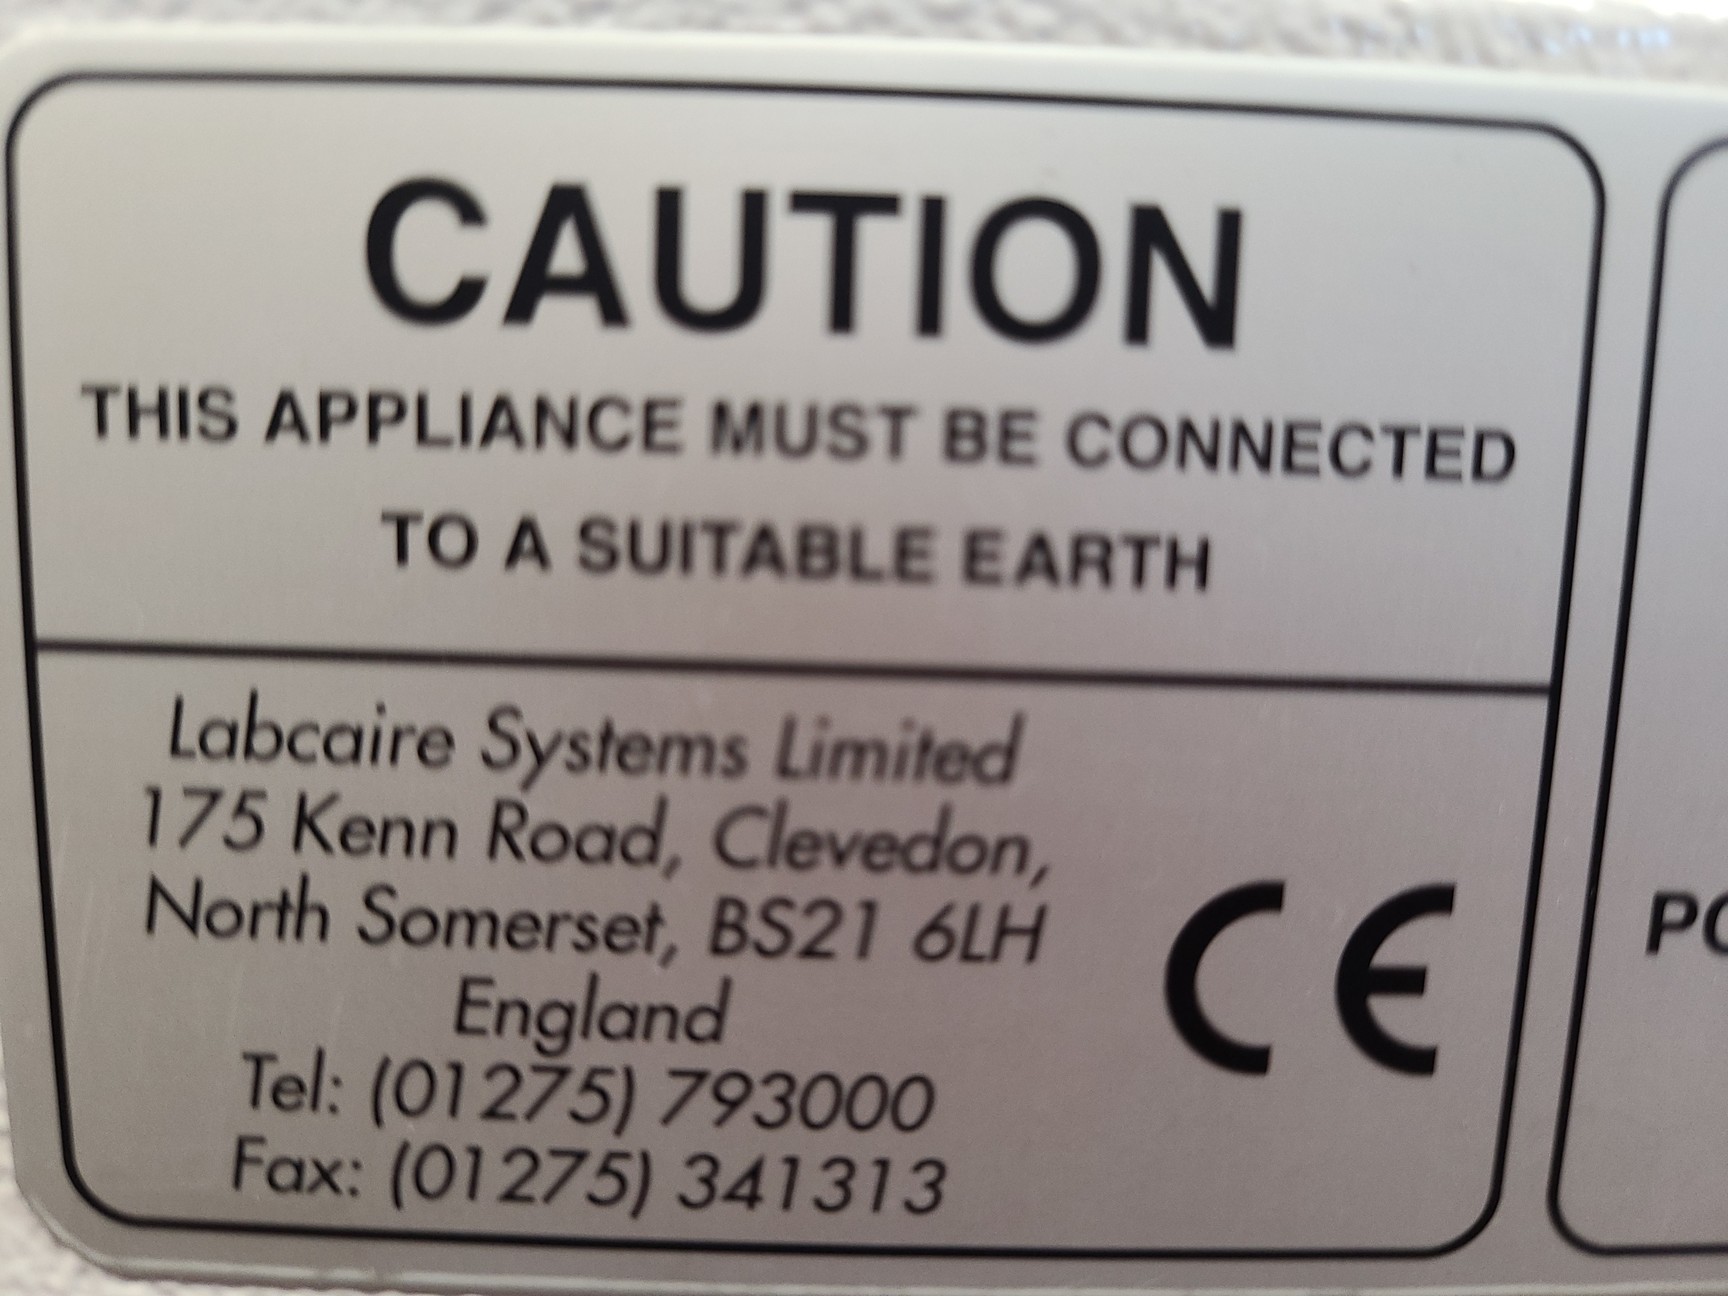 CAUTION
THIS APPLIANCE MUST BE CONNECTED
TO A SUITABLE EARTH
Labcaire Systems Limited
175 Kenn Road, Clevedon,
North Somerset, BS21 6LH
England
Tel: (01275) 793000
Fax: (01275) 341313
CE